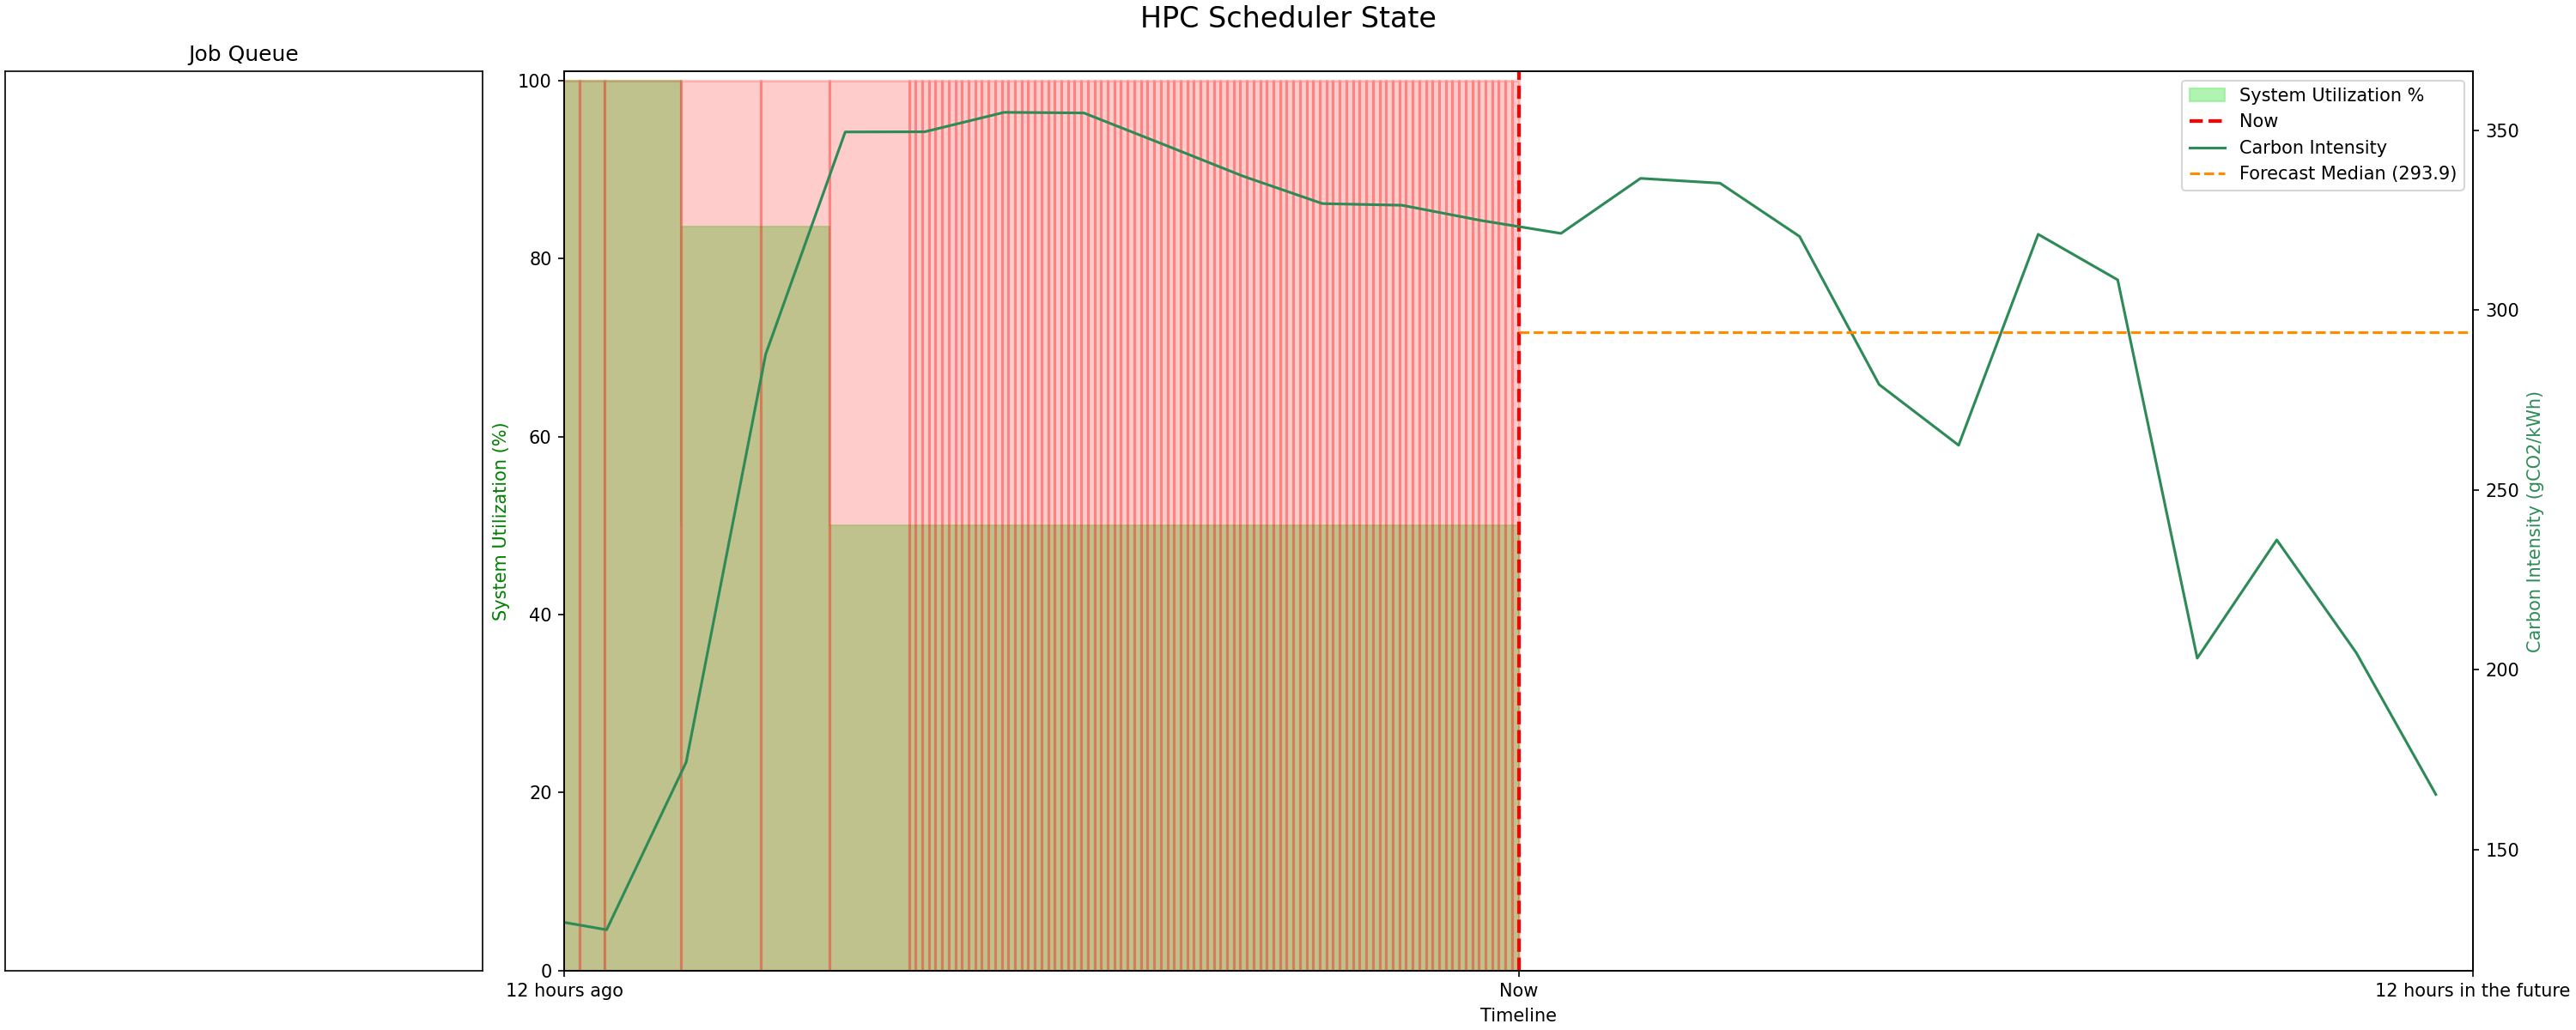 HPC Scheduler State
Job Queue
System Utilization (%)
100
80
60
40
20
0
System Utilization %
Now
Carbon Intensity
Forecast Median (293.9)
350
300
250
200
150
Carbon Intensity (gCO2/kWh)
12 hours ago
Now
12 hours in the future
Timeline